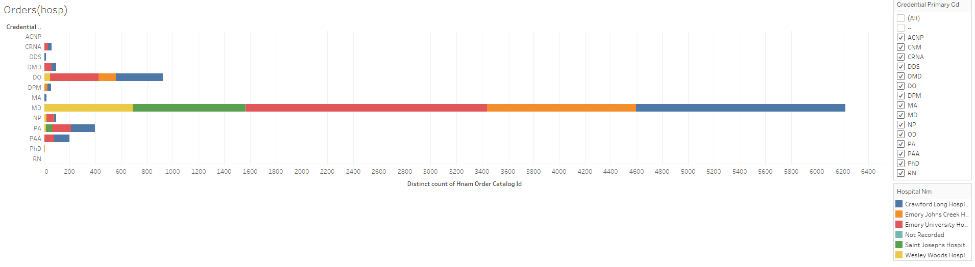 Orders(hosp)
Credential ..
ACNP
CRNA
DDS
DMD
DO
DPM
MA
MD
NP
PA
PAA
PhD
RN
0 200 400 600 800 1000 1200 1400 1600 1800 2000 2200 2400 2600 2800 3000 3200 3400 3600 3800 4000 4200 4400 4600 4800 5000 5200 5400 5600 5800 6000 6200 6400
Distinct count of Hnam Order Catalog Id
Credential Primary Cd
(All)
--
ACNP
CNM
CRNA
DDS
DMD
DO
DPM
MA
MD
NP
OD
PA
PAA
PhD
RN
Hospital Nm
Crawford Long Hospi..
Emory Johns Creek H..
Emory University Ho..
Not Recorded
Saint Josephs Hospit..
Wesley Woods Hospi..